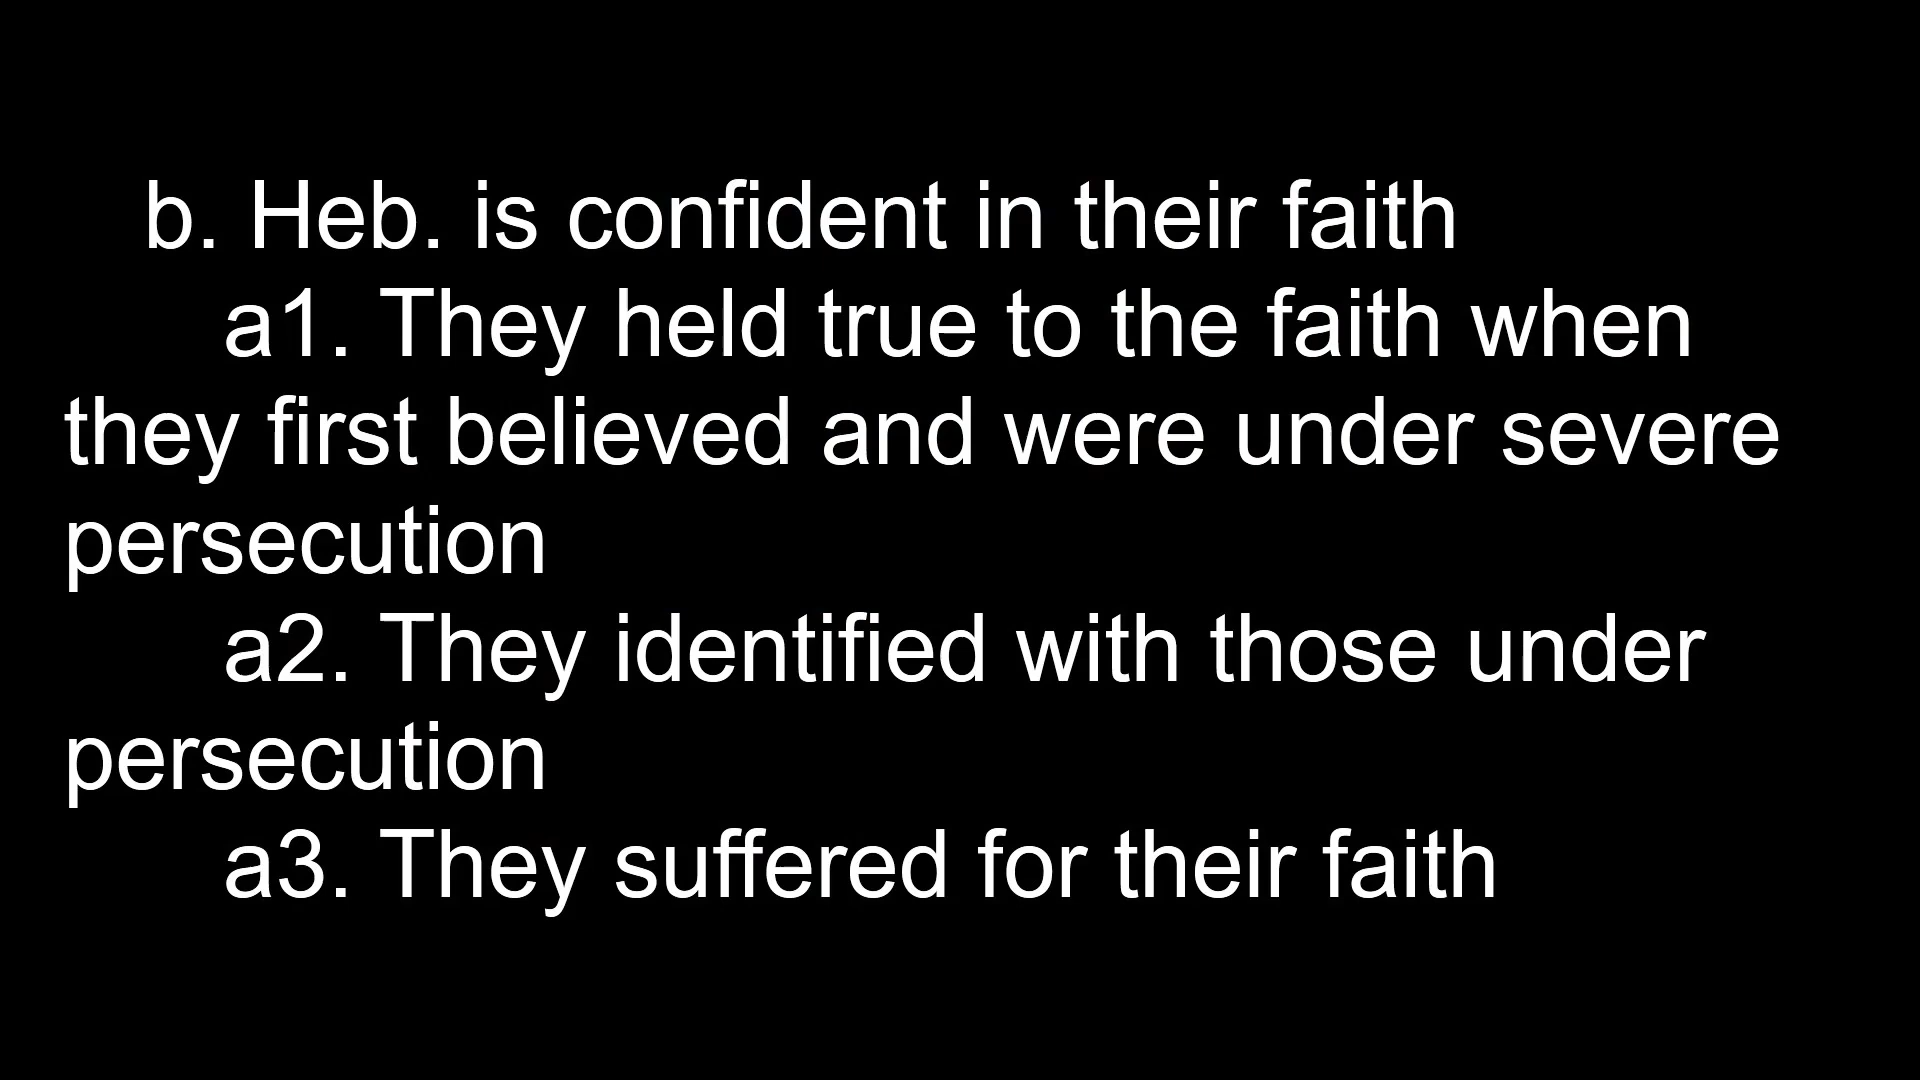 b. Heb. is confident in their faith
a1. They held true to the faith when
they first believed and were under severe
persecution
a2. They identified with those under
persecution
a3. They suffered for their faith